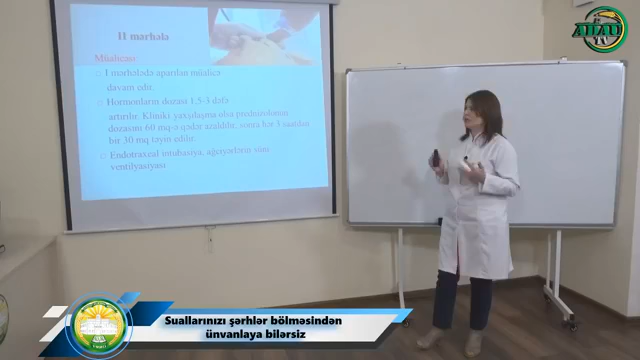 II mərhələ
Müalicəsi:
I mərhələdə aparılan müalicə
davam edir.
Hormonların dozası 1,5-3 dəfə
artırılır. Kliniki yaxşılaşma olsa prednizolonun
dozasını 60 mq-a qədər azaldılır, sonra hər 3 saatdan
bir 30 mq təyin edilir.
Endotraxeal intubasiya, ağciyərlərin süni
ventilyasiyası
Suallarınızı şərhlər bölməsindən
ünvanlaya bilərsiz